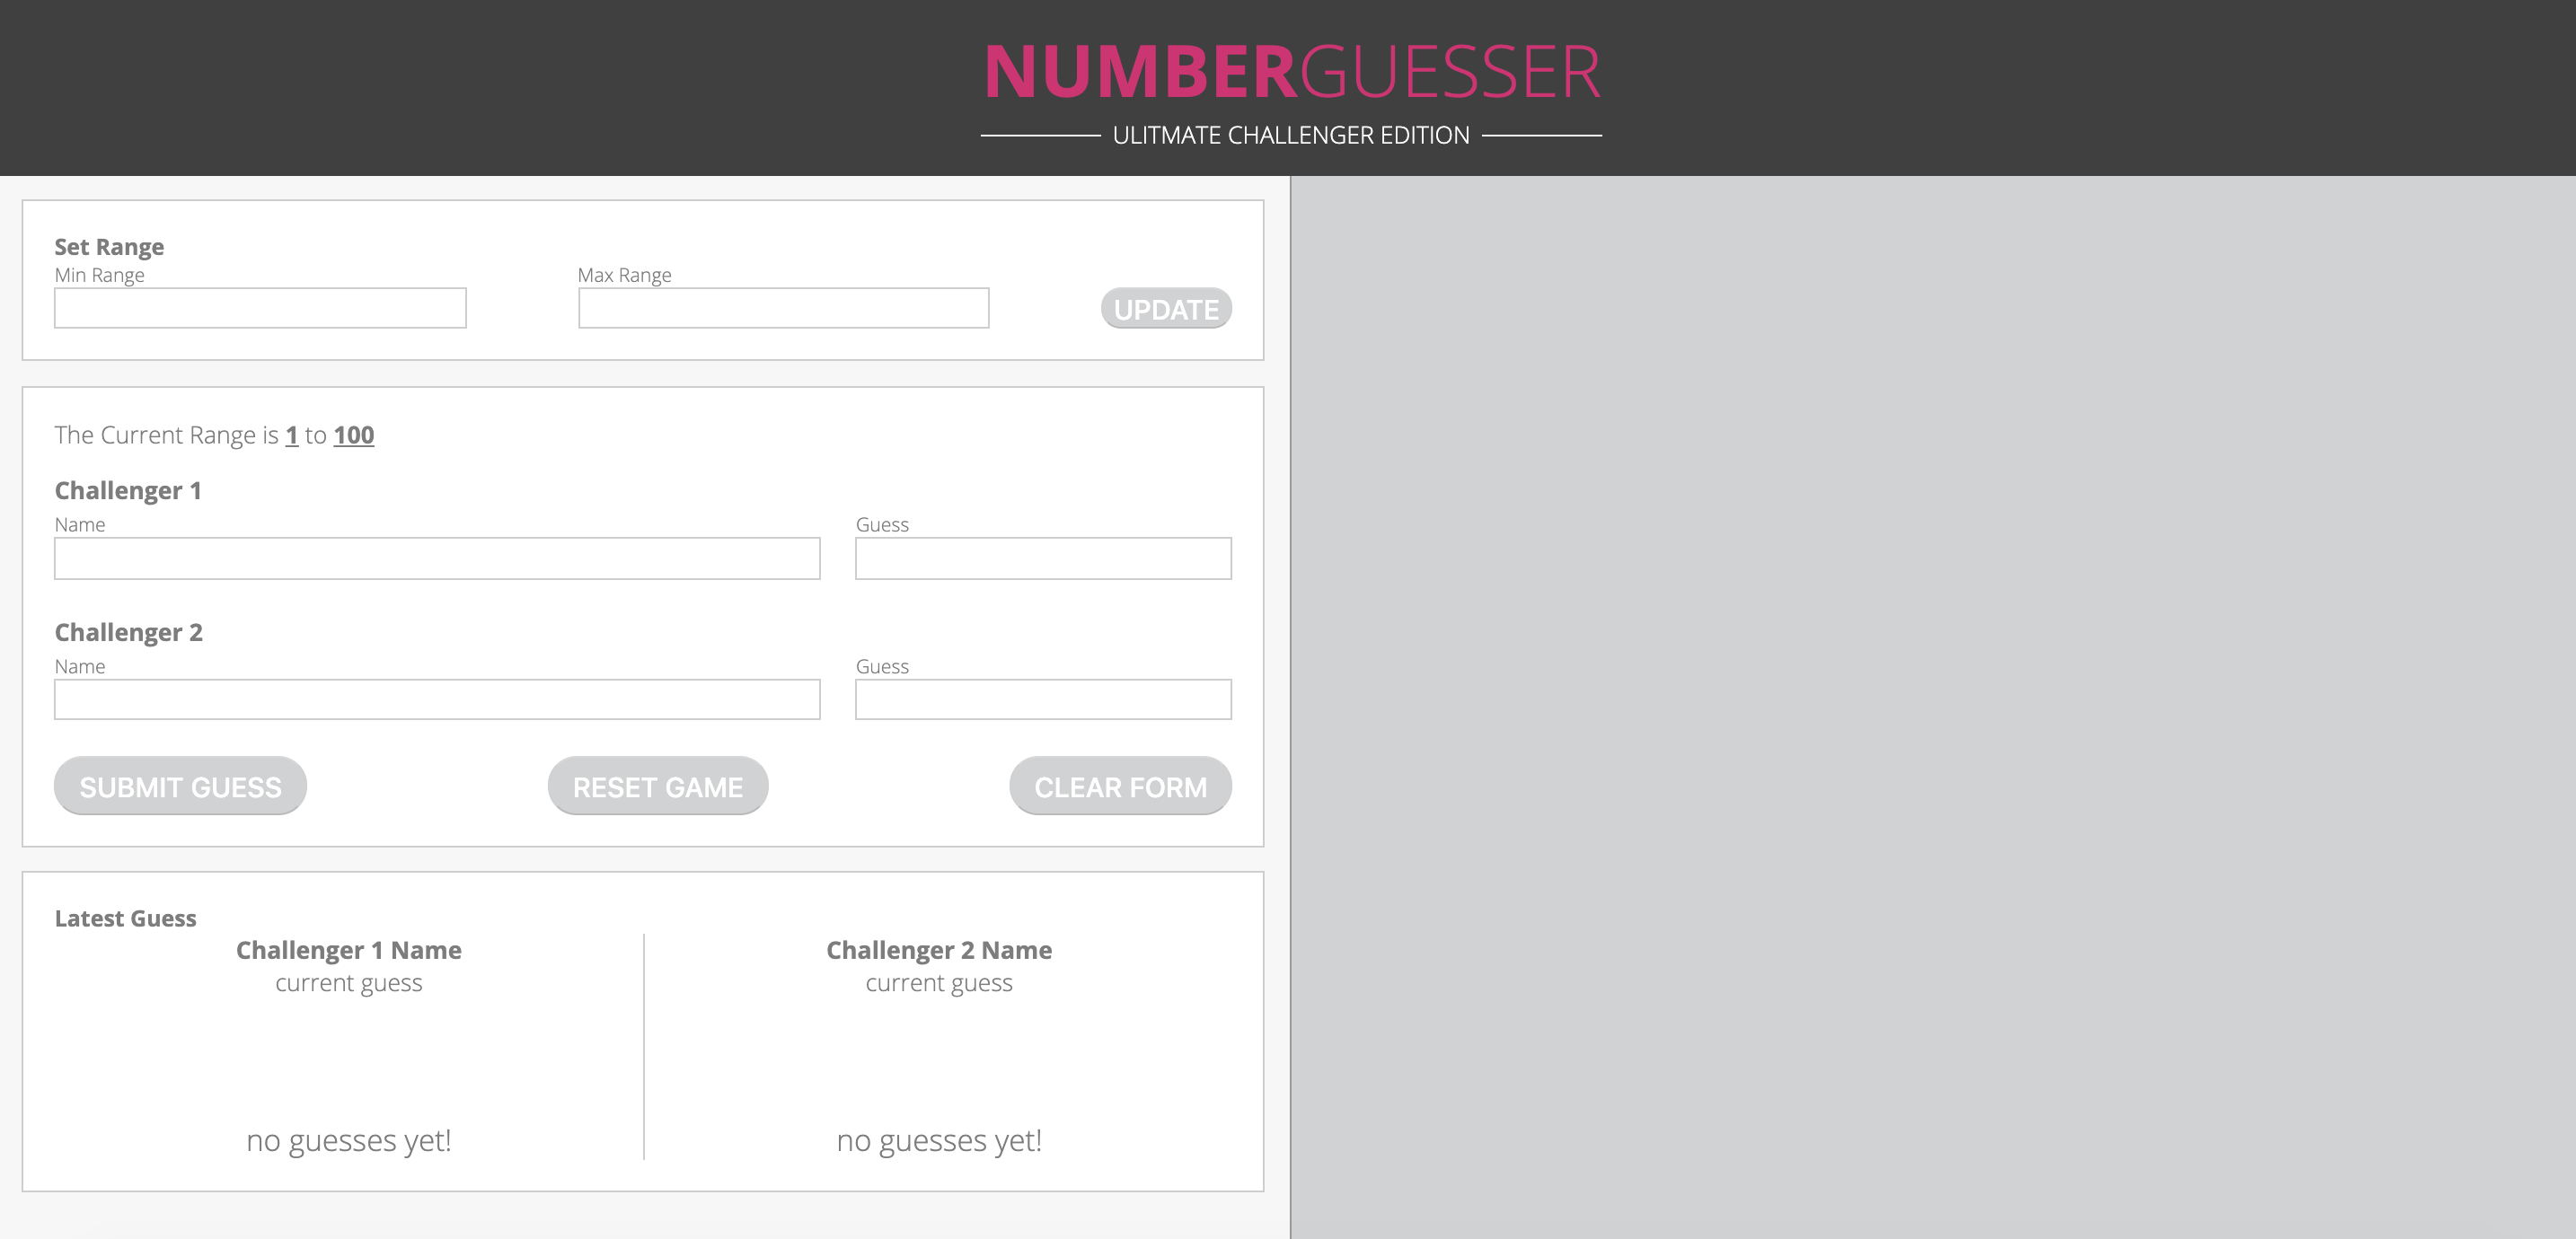 NUMBERGUESSER
ULITMATE CHALLENGER EDITION
Set Range
Min Range Max Range
UPDATE
The Current Range is 1 to 100
Challenger 1
Name Guess
Challenger 2
Name Guess
SUBMIT GUESS RESET GAME CLEAR FORM
Latest Guess
Challenger 1 Name Challenger 2 Name
current guess current guess
no guesses yet! no guesses yet!